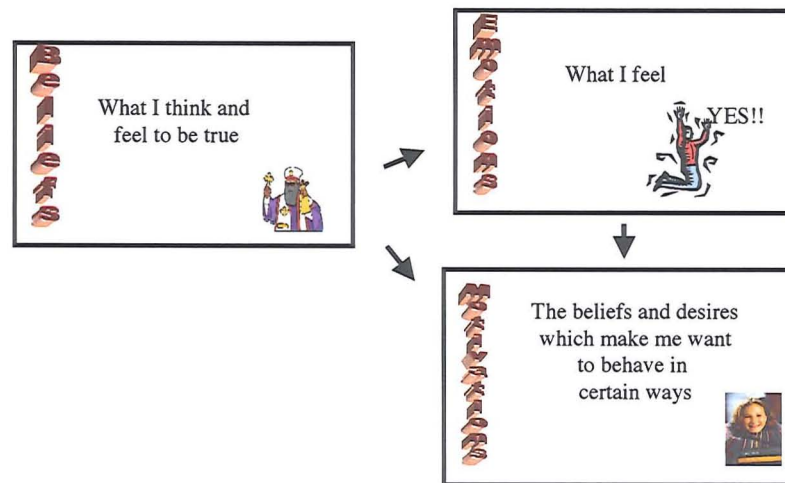 Beliefs
What I think and
feel to be true
Emotions
What I feel
YES!!
Motivations
The beliefs and desires
which make me want
to behave in
certain ways